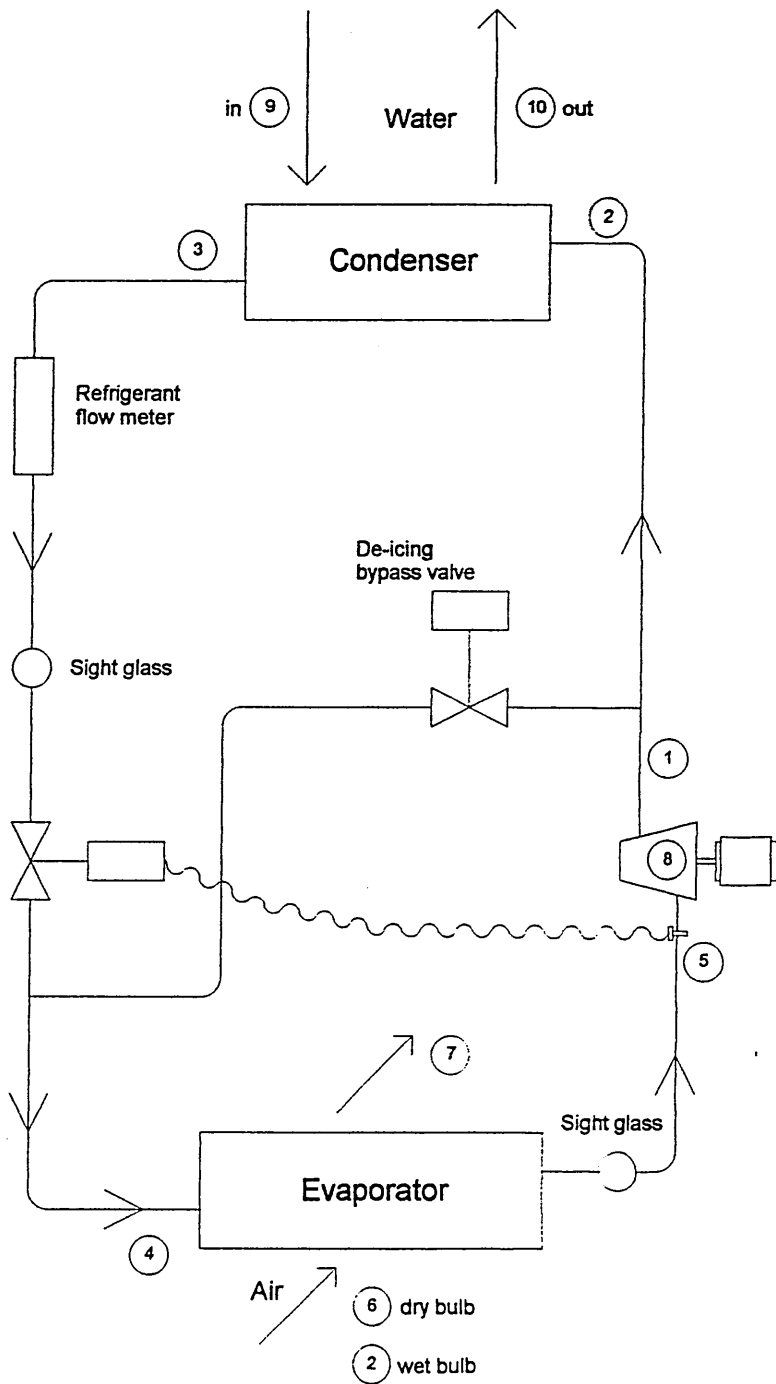 in 9
Water
10 out
2
3
Condenser
Refrigerant
flow meter
De-icing
bypass valve
Sight glass
1
8
5
7
Sight glass
Evaporator
4
Air
6 dry bulb
2 wet bulb